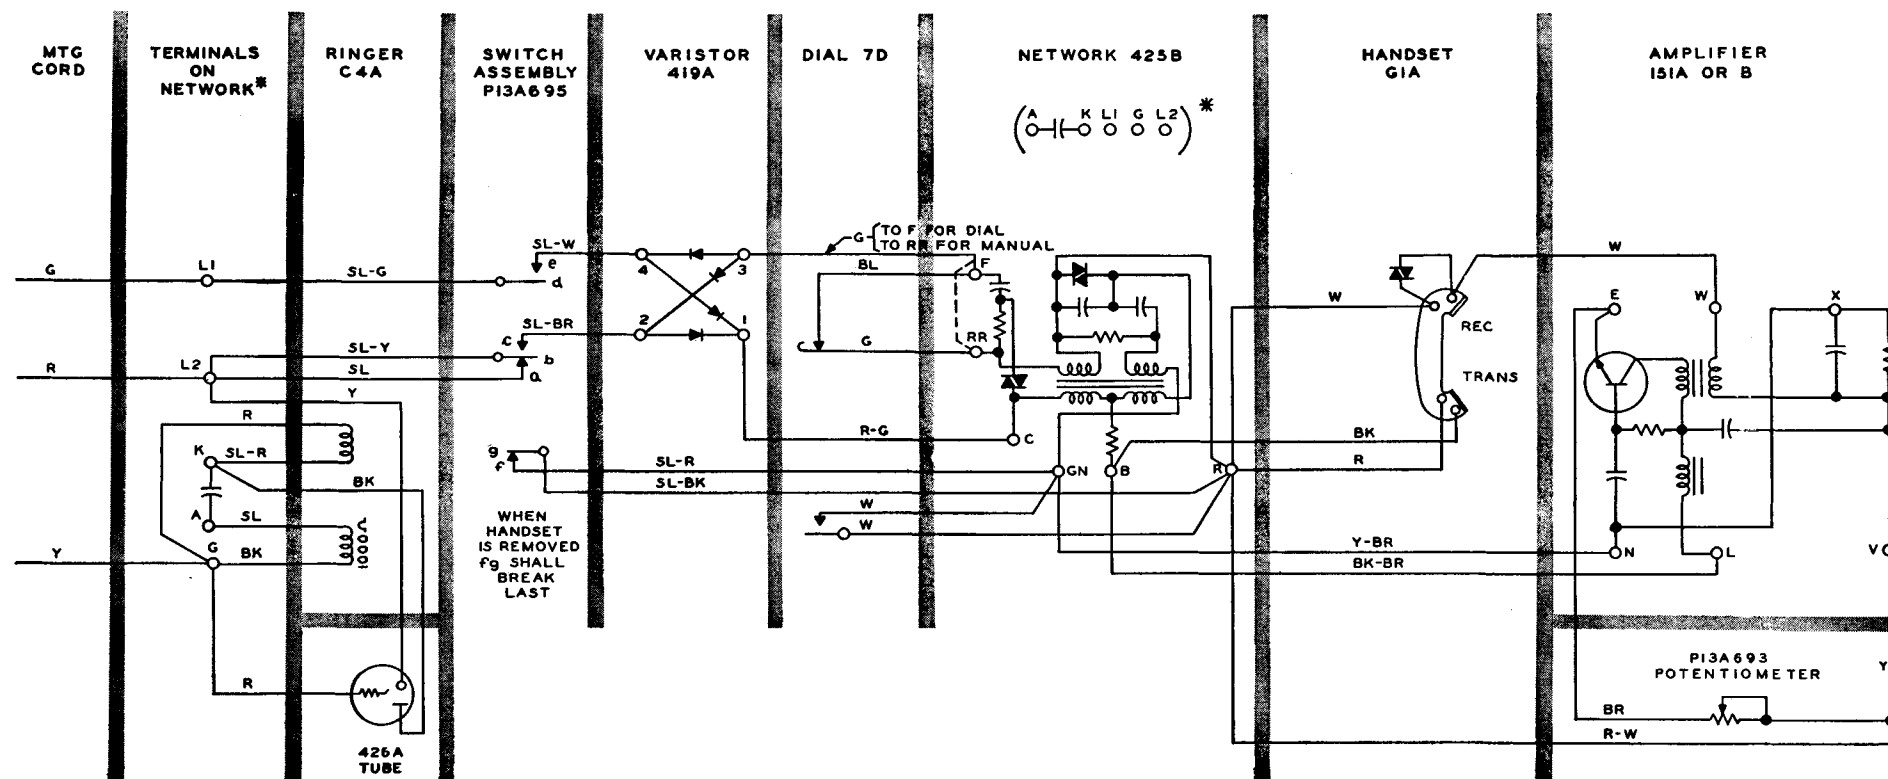 MTG
CORD
TERMINALS
ON
NETWORK*
RINGER
C4A
SWITCH
ASSEMBLY
P13A695
VARISTOR
419A
DIAL 7D
NETWORK 425B
HANDSET
G1A
AMPLIFIER
151A OR B
( A K L1 G L2 )*
G
L1
SL-G
SL-W
e
d
4
3
G
TO F FOR DIAL
TO RR FOR MANUAL
BL
F
W
W
REC
E
W
X
SL-BR
c
b
a
2
1
SL-Y
L2
SL
R
Y
G
RR
TRANS
R
K
SL-R
BK
A
SL
G
BK
1000Ω
Y
R-G
C
g
f
SL-R
SL-BK
GN
B
R
BK
R
W
W
WHEN
HANDSET
IS REMOVED
fg SHALL
BREAK
LAST
Y-BR
BK-BR
N
L
R
426A
TUBE
P13A693
POTENTIOMETER
BR
R-W